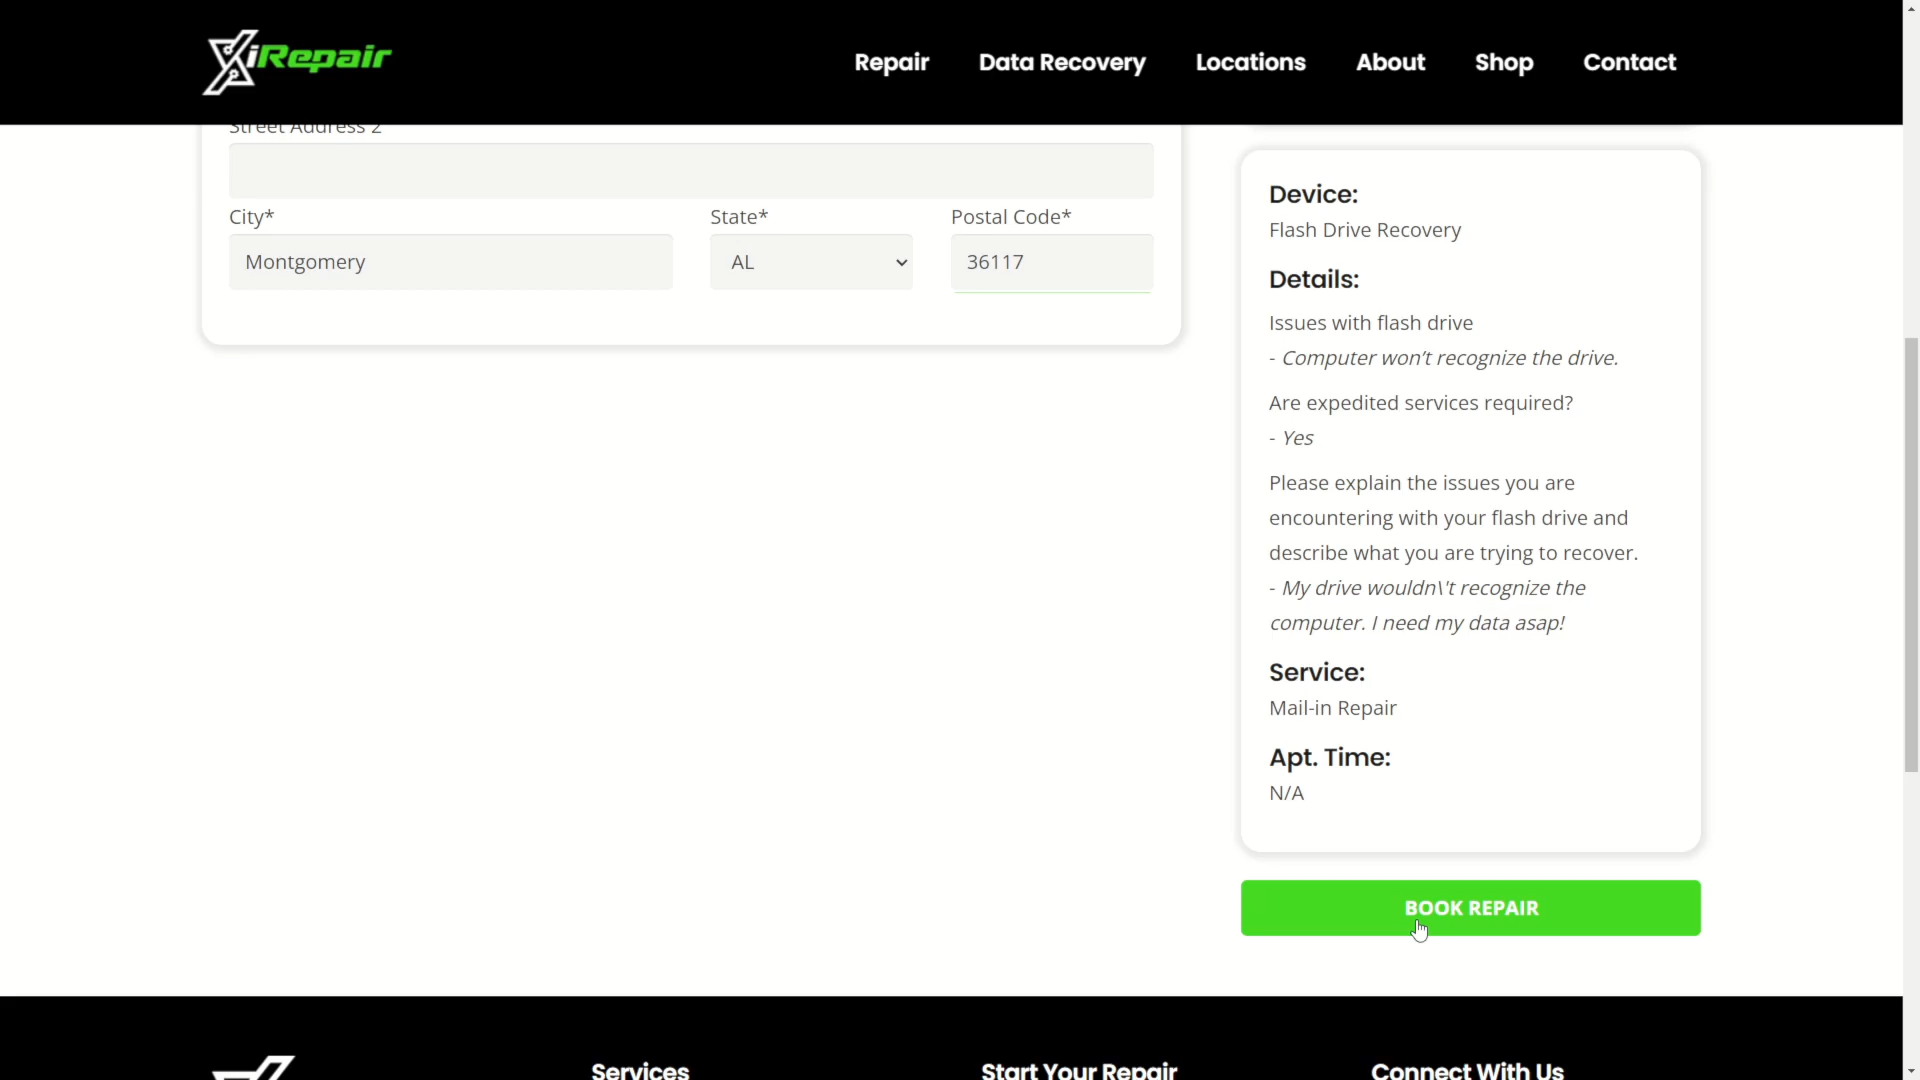 XiRepair
Repair
Data Recovery
Locations
About
Shop
Contact
Street Address 2
City*
State*
Postal Code*
Montgomery
AL
36117
Device:
Flash Drive Recovery
Details:
Issues with flash drive
- Computer won’t recognize the drive.
Are expedited services required?
- Yes
Please explain the issues you are
encountering with your flash drive and
describe what you are trying to recover.
- My drive wouldn\'t recognize the
computer. I need my data asap!
Service:
Mail-in Repair
Apt. Time:
N/A
BOOK REPAIR
Services
Start Your Repair
Connect With Us